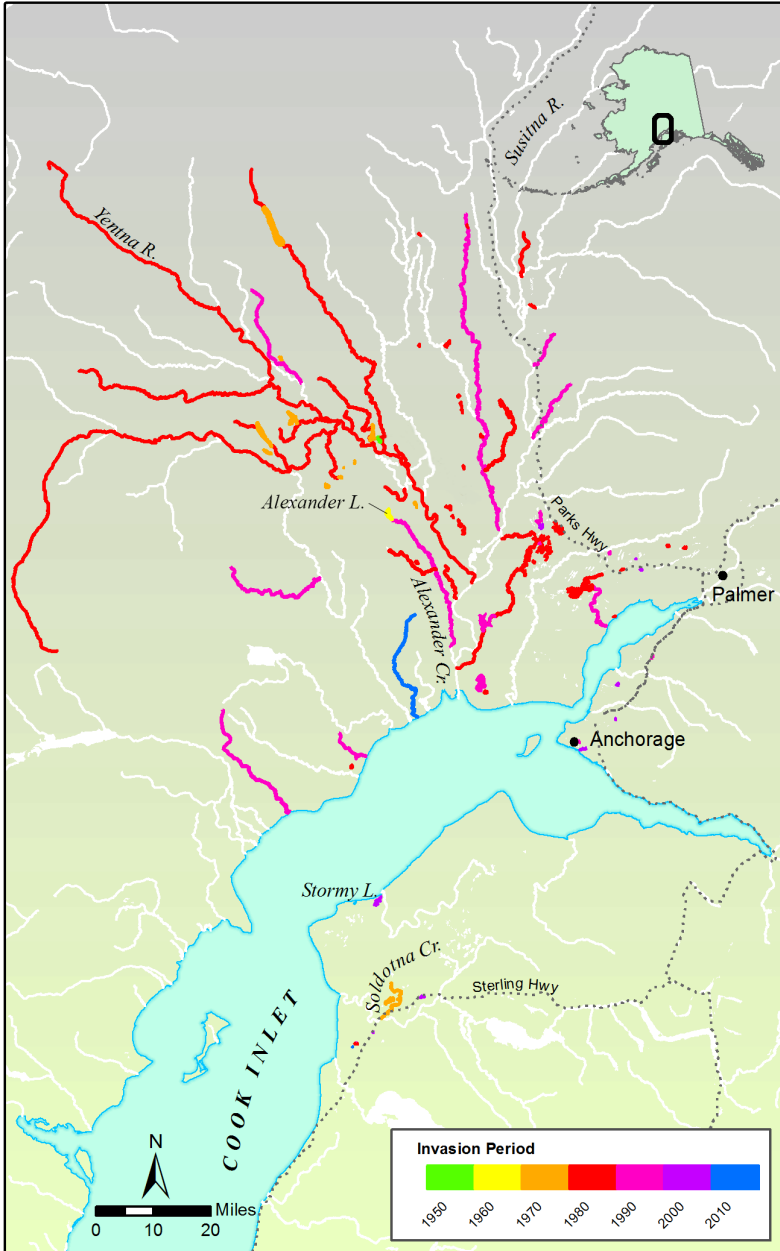 Susitna R.
Yentna R.
Alexander L.
Parks Hwy
Palmer
Alexander Cr.
Anchorage
Stormy L.
Soldotna Cr.
Sterling Hwy
COOK INLET
N
Miles
0 10 20
Invasion Period
1950 1960 1970 1980 1990 2000 2010